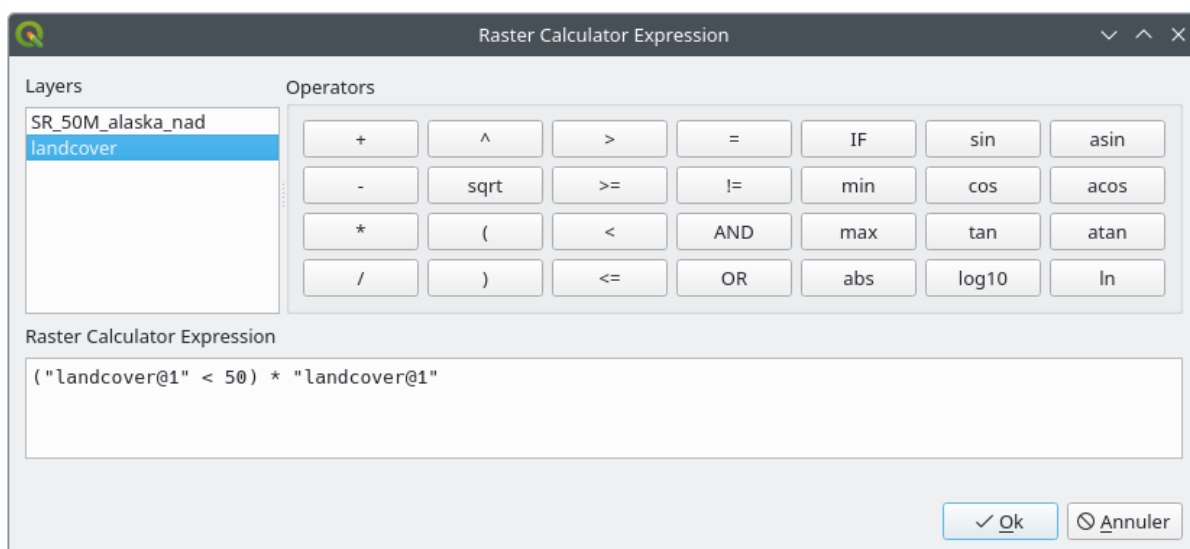 Raster Calculator Expression
Layers
Operators
SR_50M_alaska_nad
landcover
+ ^ > = IF sin asin
- sqrt >= != min cos acos
* ( < AND max tan atan
/ ) <= OR abs log10 ln
Raster Calculator Expression
("landcover@1" < 50) * "landcover@1"
Ok Annuler